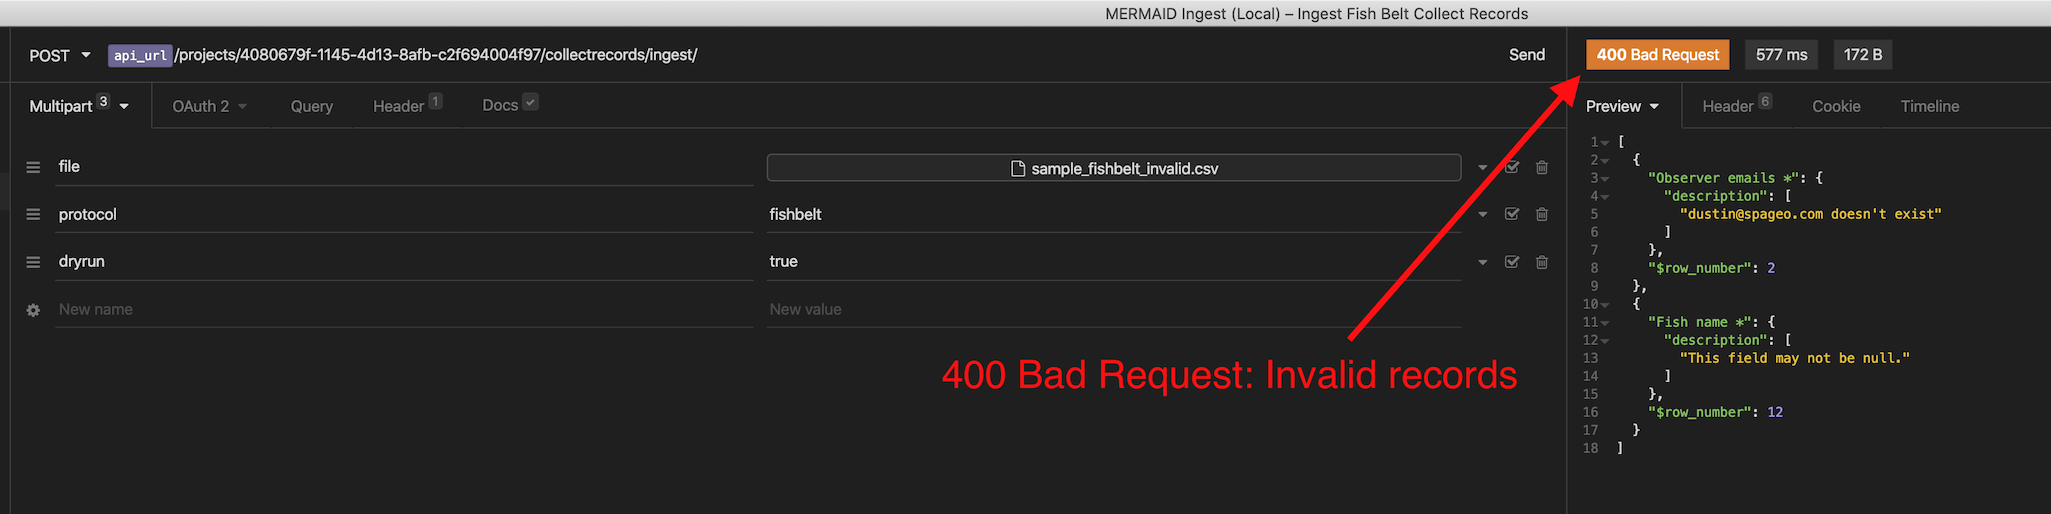 MERMAID Ingest (Local) – Ingest Fish Belt Collect Records
POST api_url/projects/4080679f-1145-4d13-8afb-c2f694004f97/collectrecords/ingest/ Send
400 Bad Request 577 ms 172 B
Multipart 3 OAuth 2 Query Header 1 Docs
Preview Header 6 Cookie Timeline
file sample_fishbelt_invalid.csv
protocol fishbelt
dryrun true
New name New value
400 Bad Request: Invalid records
1 [
2 {
3 "Observer emails *": {
4 "description": [
5 "dustin@spageo.com doesn't exist"
6 ]
7 },
8 "$row_number": 2
9 },
10 {
11 "Fish name *": {
12 "description": [
13 "This field may not be null."
14 ]
15 },
16 "$row_number": 12
17 }
18 ]